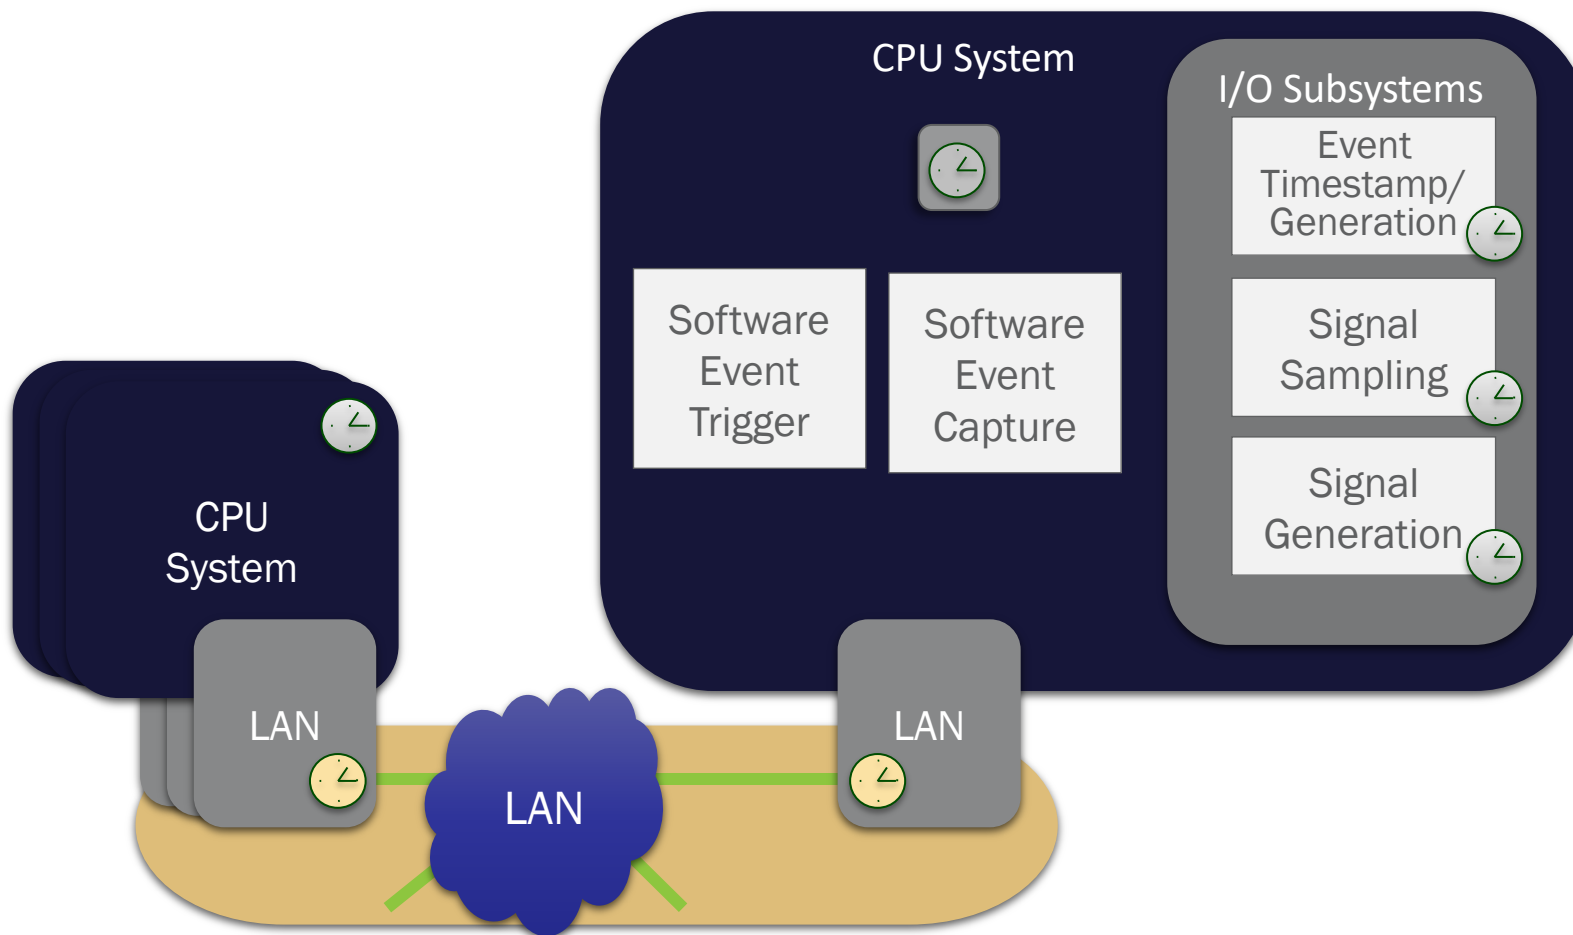 CPU System
I/O Subsystems
Event
Timestamp/
Generation
Software
Event
Trigger
Software
Event
Capture
Signal
Sampling
Signal
Generation
CPU
System
LAN
LAN
LAN